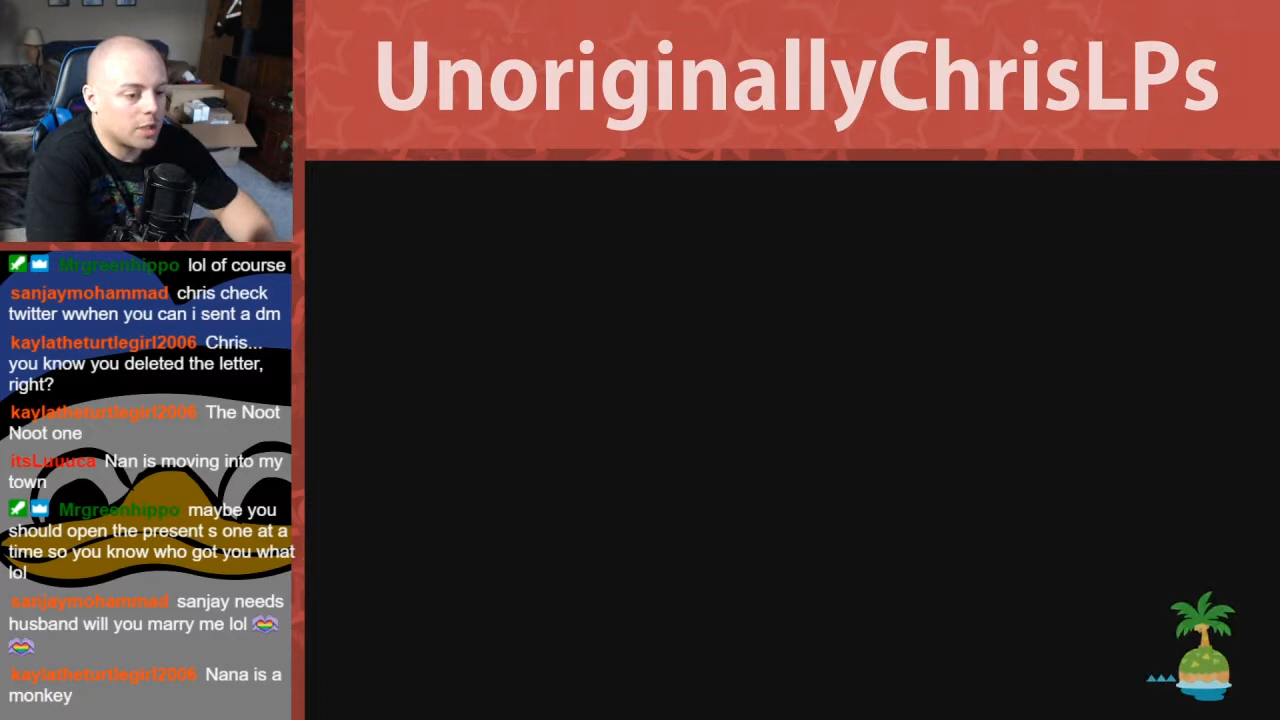 UnoriginallyChrisLPs
Mrgreenhippo lol of course
sanjaymohammad chris check
twitter wwhen you can i sent a dm
kaylatheturtlegirl2006 Chris...
you know you deleted the letter,
right?
kaylatheturtlegirl2006 The Noot
Noot one
itsLuuuca Nan is moving into my
town
Mrgreenhippo maybe you
should open the present s one at a
time so you know who got you what
lol
sanjaymohammad sanjay needs
husband will you marry me lol
kaylatheturtlegirl2006 Nana is a
monkey